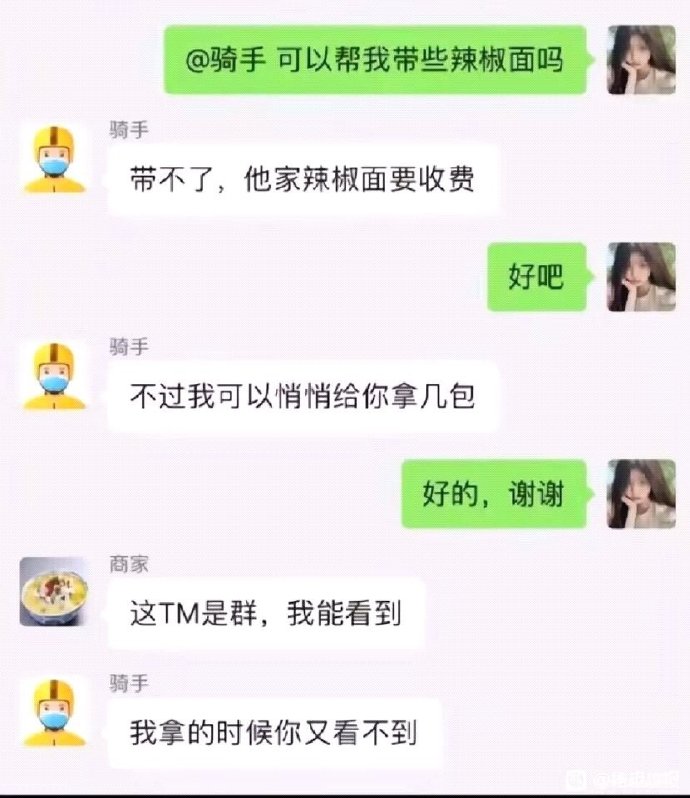 @骑手 可以帮我带些辣椒面吗
骑手
带不了，他家辣椒面要收费
好吧
骑手
不过我可以悄悄给你拿几包
好的，谢谢
商家
这TM是群，我能看到
骑手
我拿的时候你又看不到